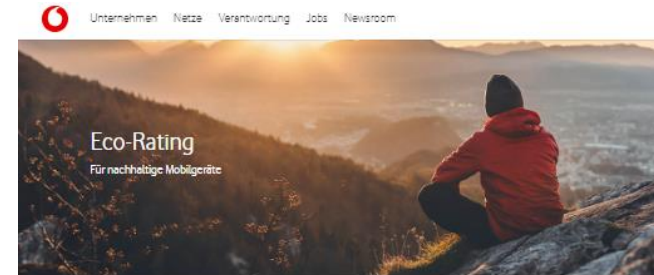 Unternehmen Netze Verantwortung Jobs Newsroom
Eco-Rating
Für nachhaltige Mobilgeräte